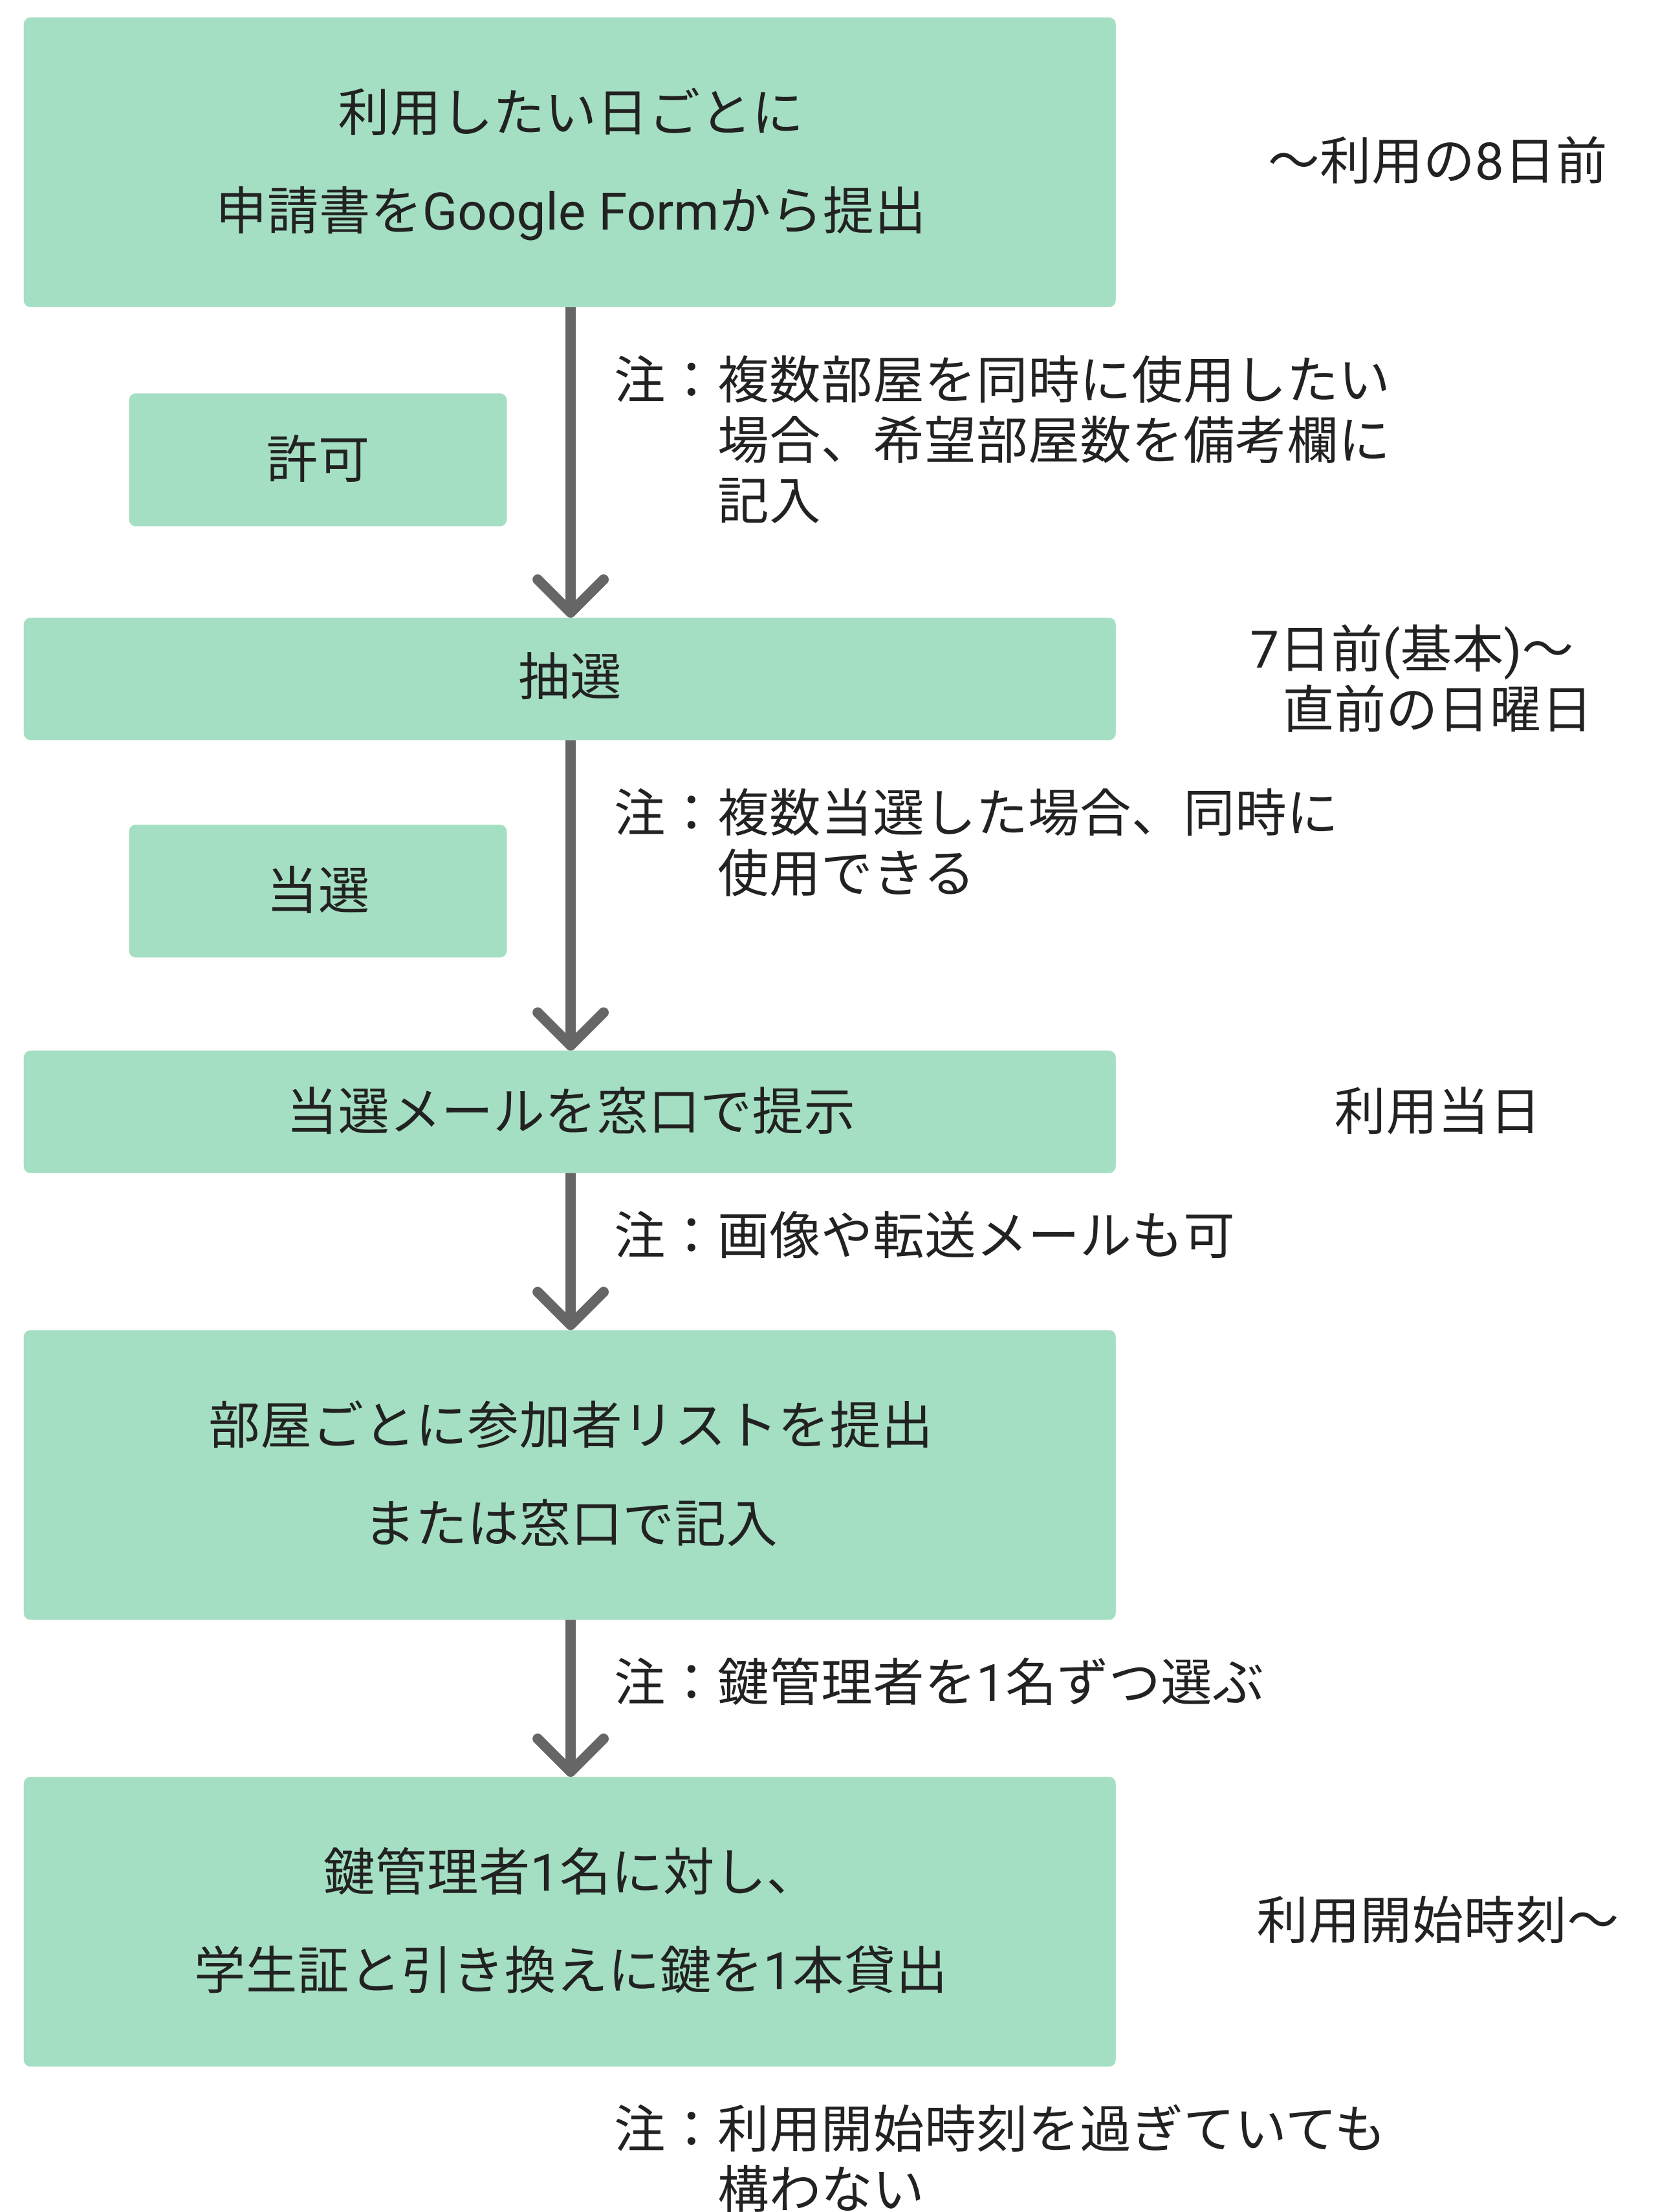 利用したい日ごとに
申請書をGoogle Formから提出
～利用の8日前
注：複数部屋を同時に使用したい
場合、希望部屋数を備考欄に
記入
許可
抽選
7日前(基本)～
直前の日曜日
注：複数当選した場合、同時に
使用できる
当選
当選メールを窓口で提示
利用当日
注：画像や転送メールも可
部屋ごとに参加者リストを提出
または窓口で記入
注：鍵管理者を1名ずつ選ぶ
鍵管理者1名に対し、
学生証と引き換えに鍵を1本貸出
利用開始時刻～
注：利用開始時刻を過ぎていても
構わない